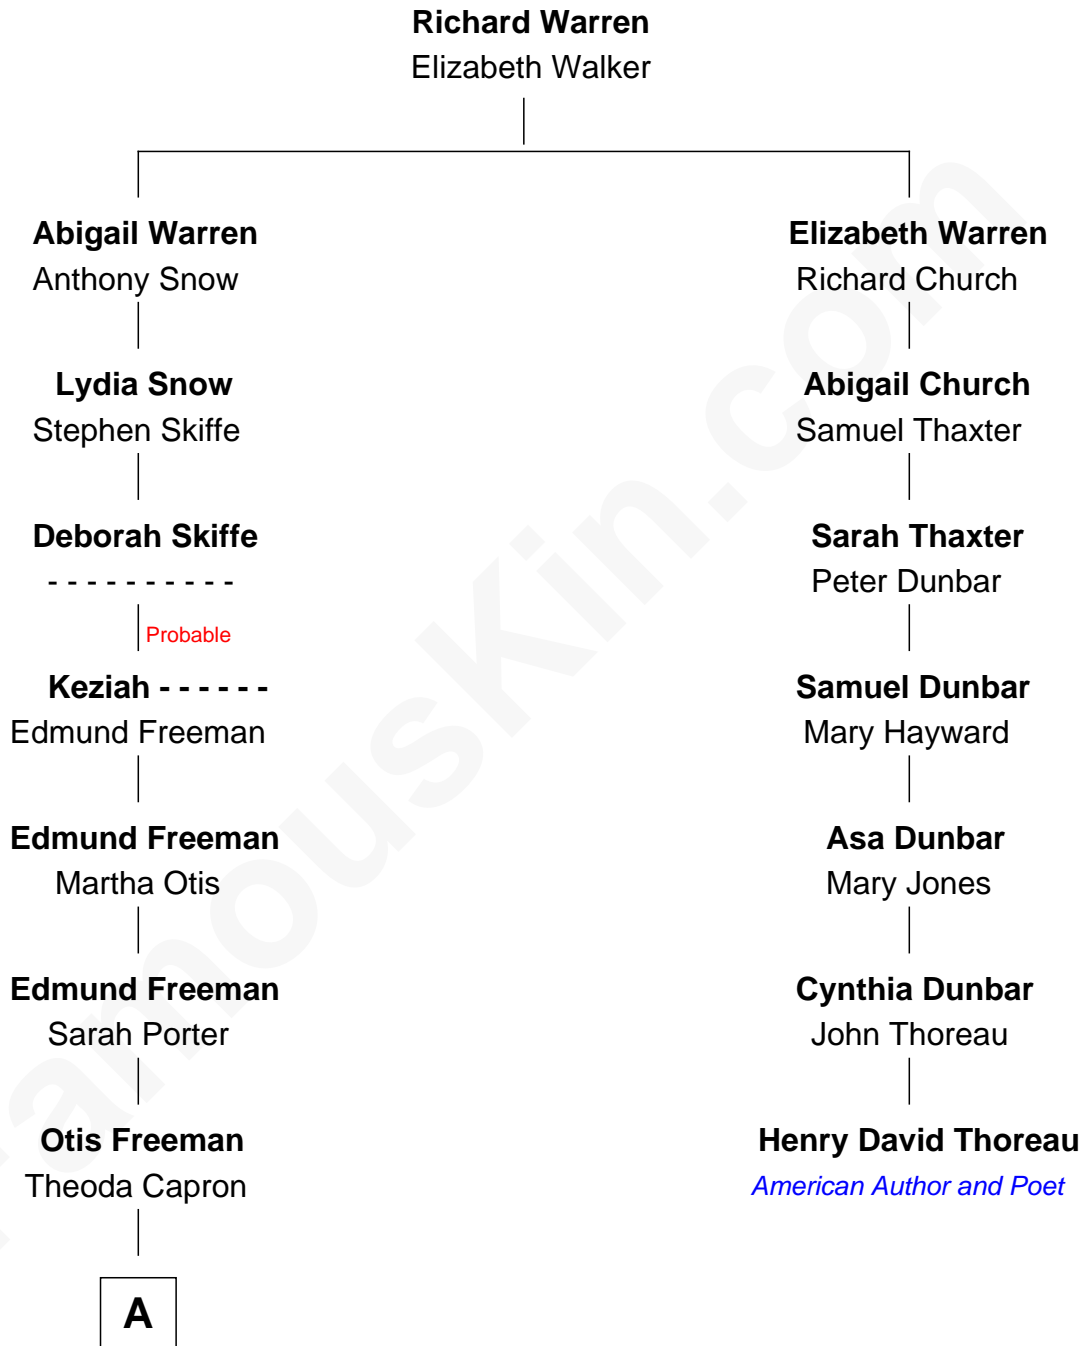 Richard Warren
Elizabeth Walker
Abigail Warren
Anthony Snow
Lydia Snow
Stephen Skiffe
Deborah Skiffe
- - - - - - - - - -
Probable
Keziah - - - - - -
Edmund Freeman
Edmund Freeman
Martha Otis
Edmund Freeman
Sarah Porter
Otis Freeman
Theoda Capron
A
Elizabeth Warren
Richard Church
Abigail Church
Samuel Thaxter
Sarah Thaxter
Peter Dunbar
Samuel Dunbar
Mary Hayward
Asa Dunbar
Mary Jones
Cynthia Dunbar
John Thoreau
Henry David Thoreau
American Author and Poet
FamousKin.com